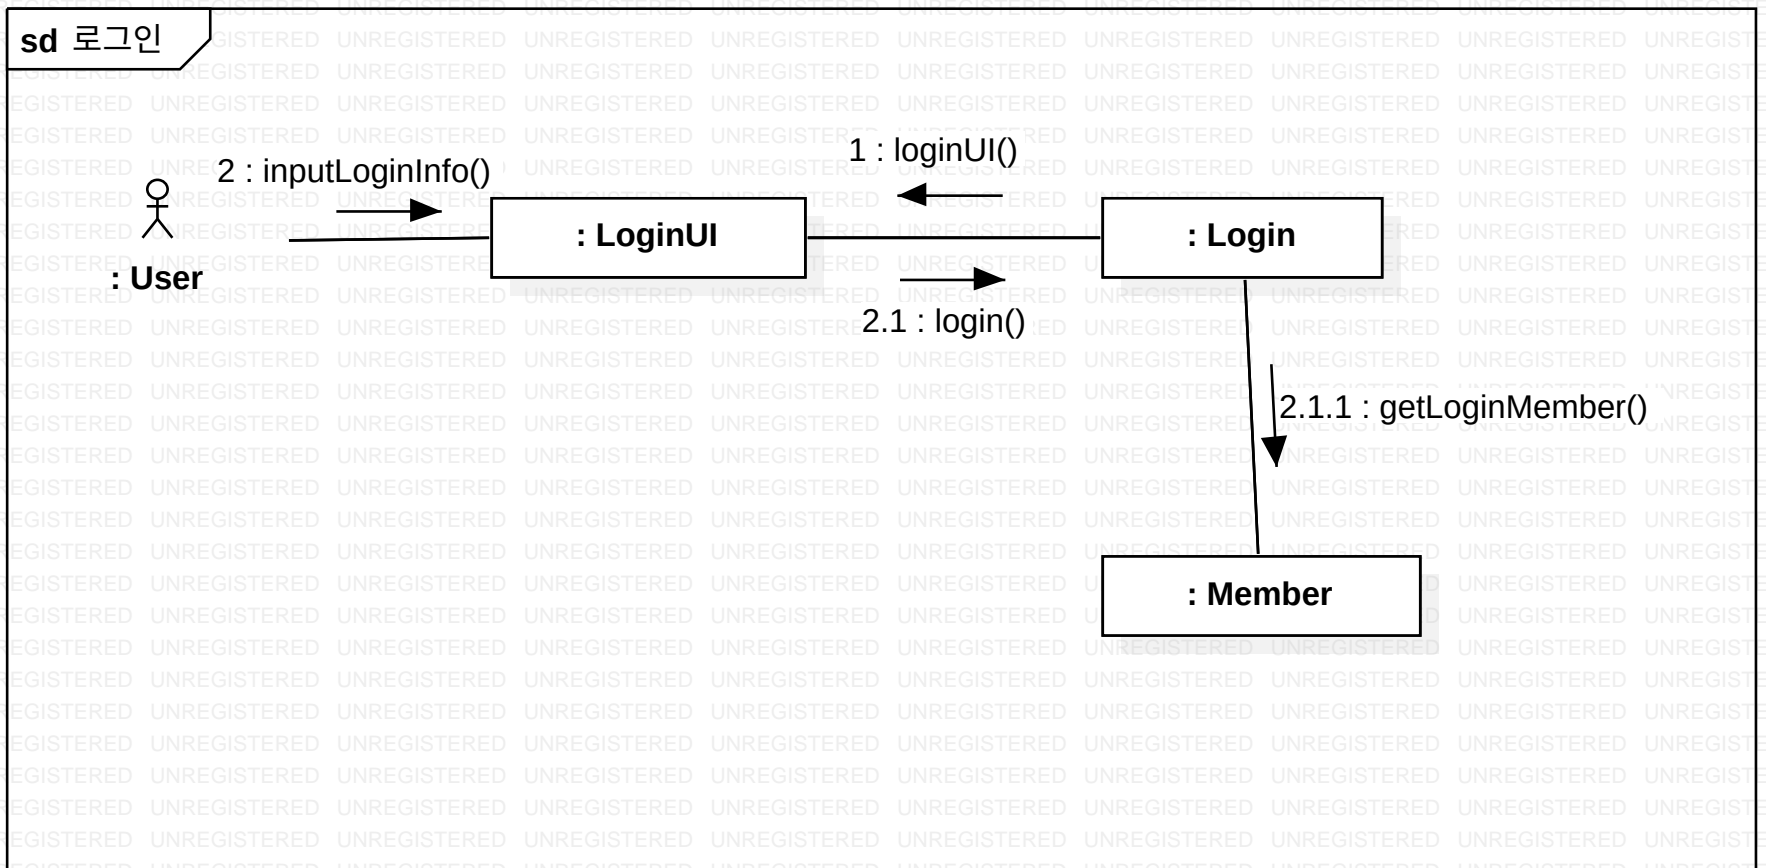 sd 로그인
1 : loginUI()
2 : inputLoginInfo()
: User
: LoginUI
: Login
2.1 : login()
2.1.1 : getLoginMember()
: Member
UNREGISTERED